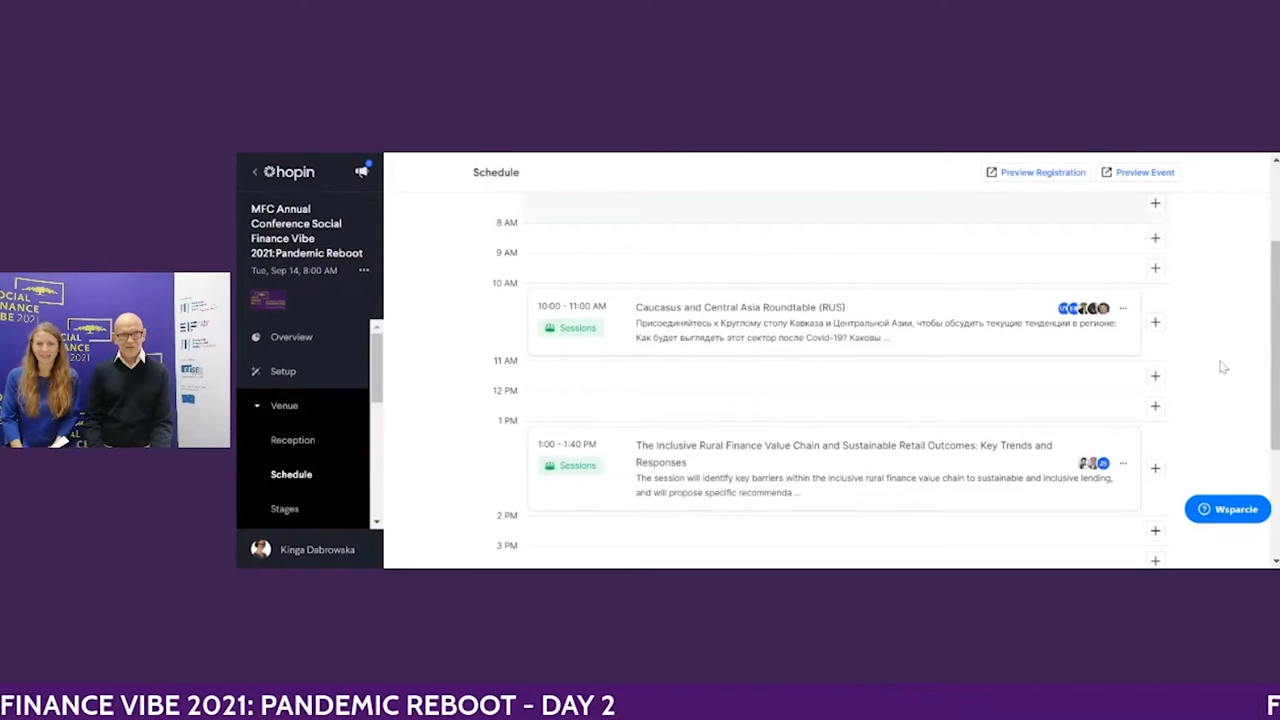 hopin
MFC Annual
Conference Social
Finance Vibe
2021:Pandemic Reboot
Tue, Sep 14, 8:00 AM
Overview
Setup
Venue
Reception
Schedule
Stages
Kinga Dabrowska
Schedule
Preview Registration
Preview Event
8 AM
9 AM
10 AM
10:00 - 11:00 AM
Sessions
Caucasus and Central Asia Roundtable (RUS)
Присоединяйтесь к Круглому столу Кавказа и Центральной Азии, чтобы обсудить текущие тенденции в регионе:
Как будет выглядеть этот сектор после Covid-19? Каковы ...
11 AM
12 PM
1 PM
1:00 - 1:40 PM
Sessions
The Inclusive Rural Finance Value Chain and Sustainable Retail Outcomes: Key Trends and
Responses
JS
The session will identify key barriers within the inclusive rural finance value chain to sustainable and inclusive lending,
and will propose specific recommenda ...
2 PM
3 PM
Wsparcie
SOCIAL
FINANCE
VIBE 2021
EIF
FINANCE VIBE 2021: PANDEMIC REBOOT - DAY 2
F